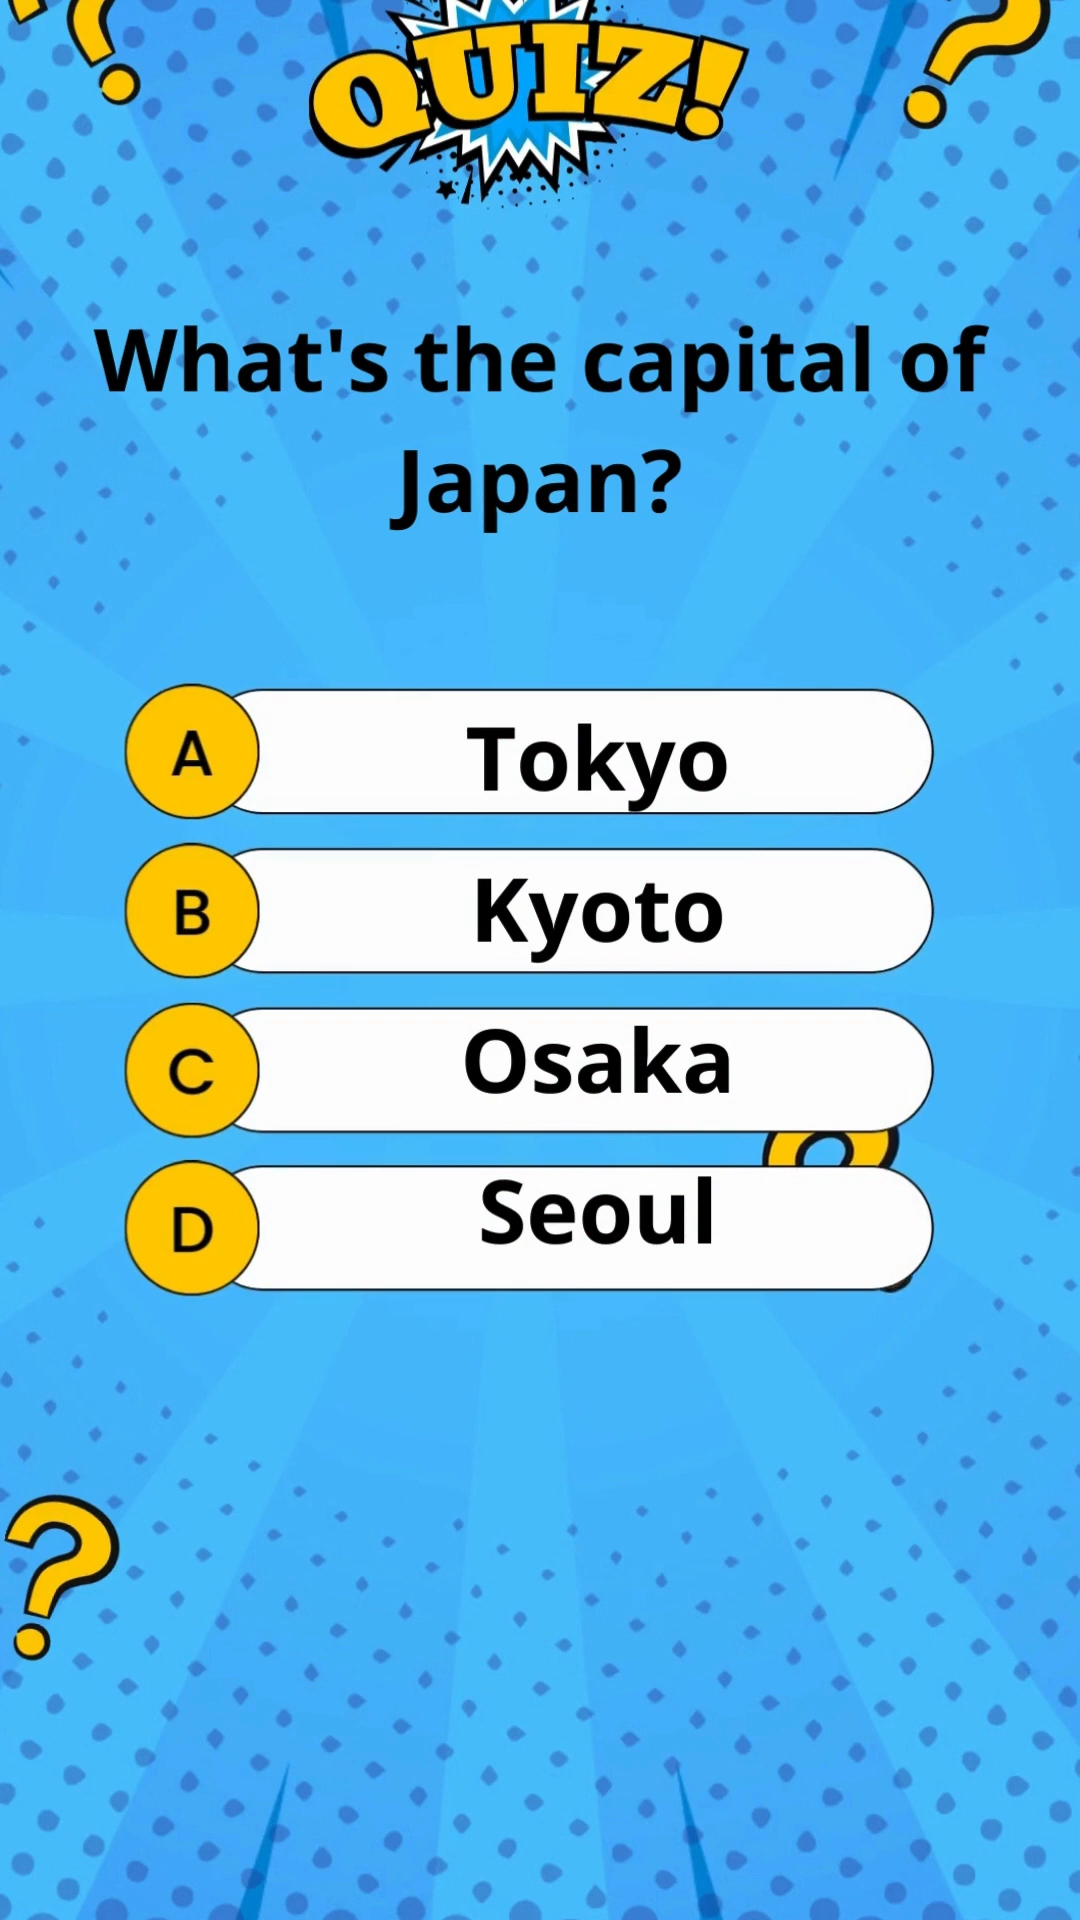 QUIZ!
What's the capital of
Japan?
A Tokyo
B Kyoto
C Osaka
D Seoul